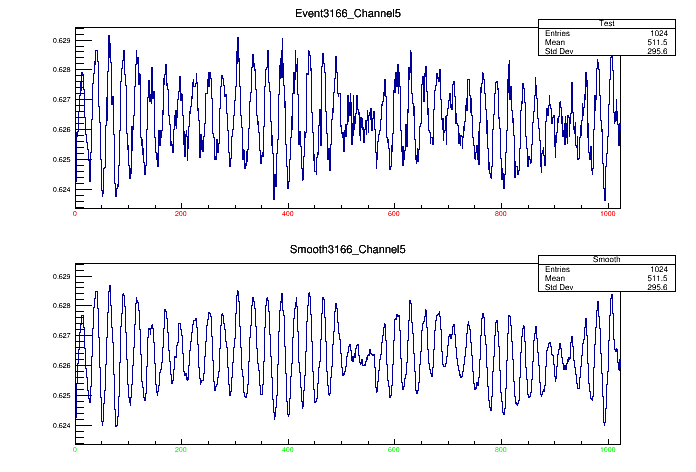 Event3166_Channel5
Test
Entries 1024
Mean 511.5
Std Dev 295.6
0.629
0.628
0.627
0.626
0.625
0.624
0 200 400 600 800 1000
Smooth3166_Channel5
Smooth
Entries 1024
Mean 511.5
Std Dev 295.6
0.629
0.628
0.627
0.626
0.625
0.624
0 200 400 600 800 1000